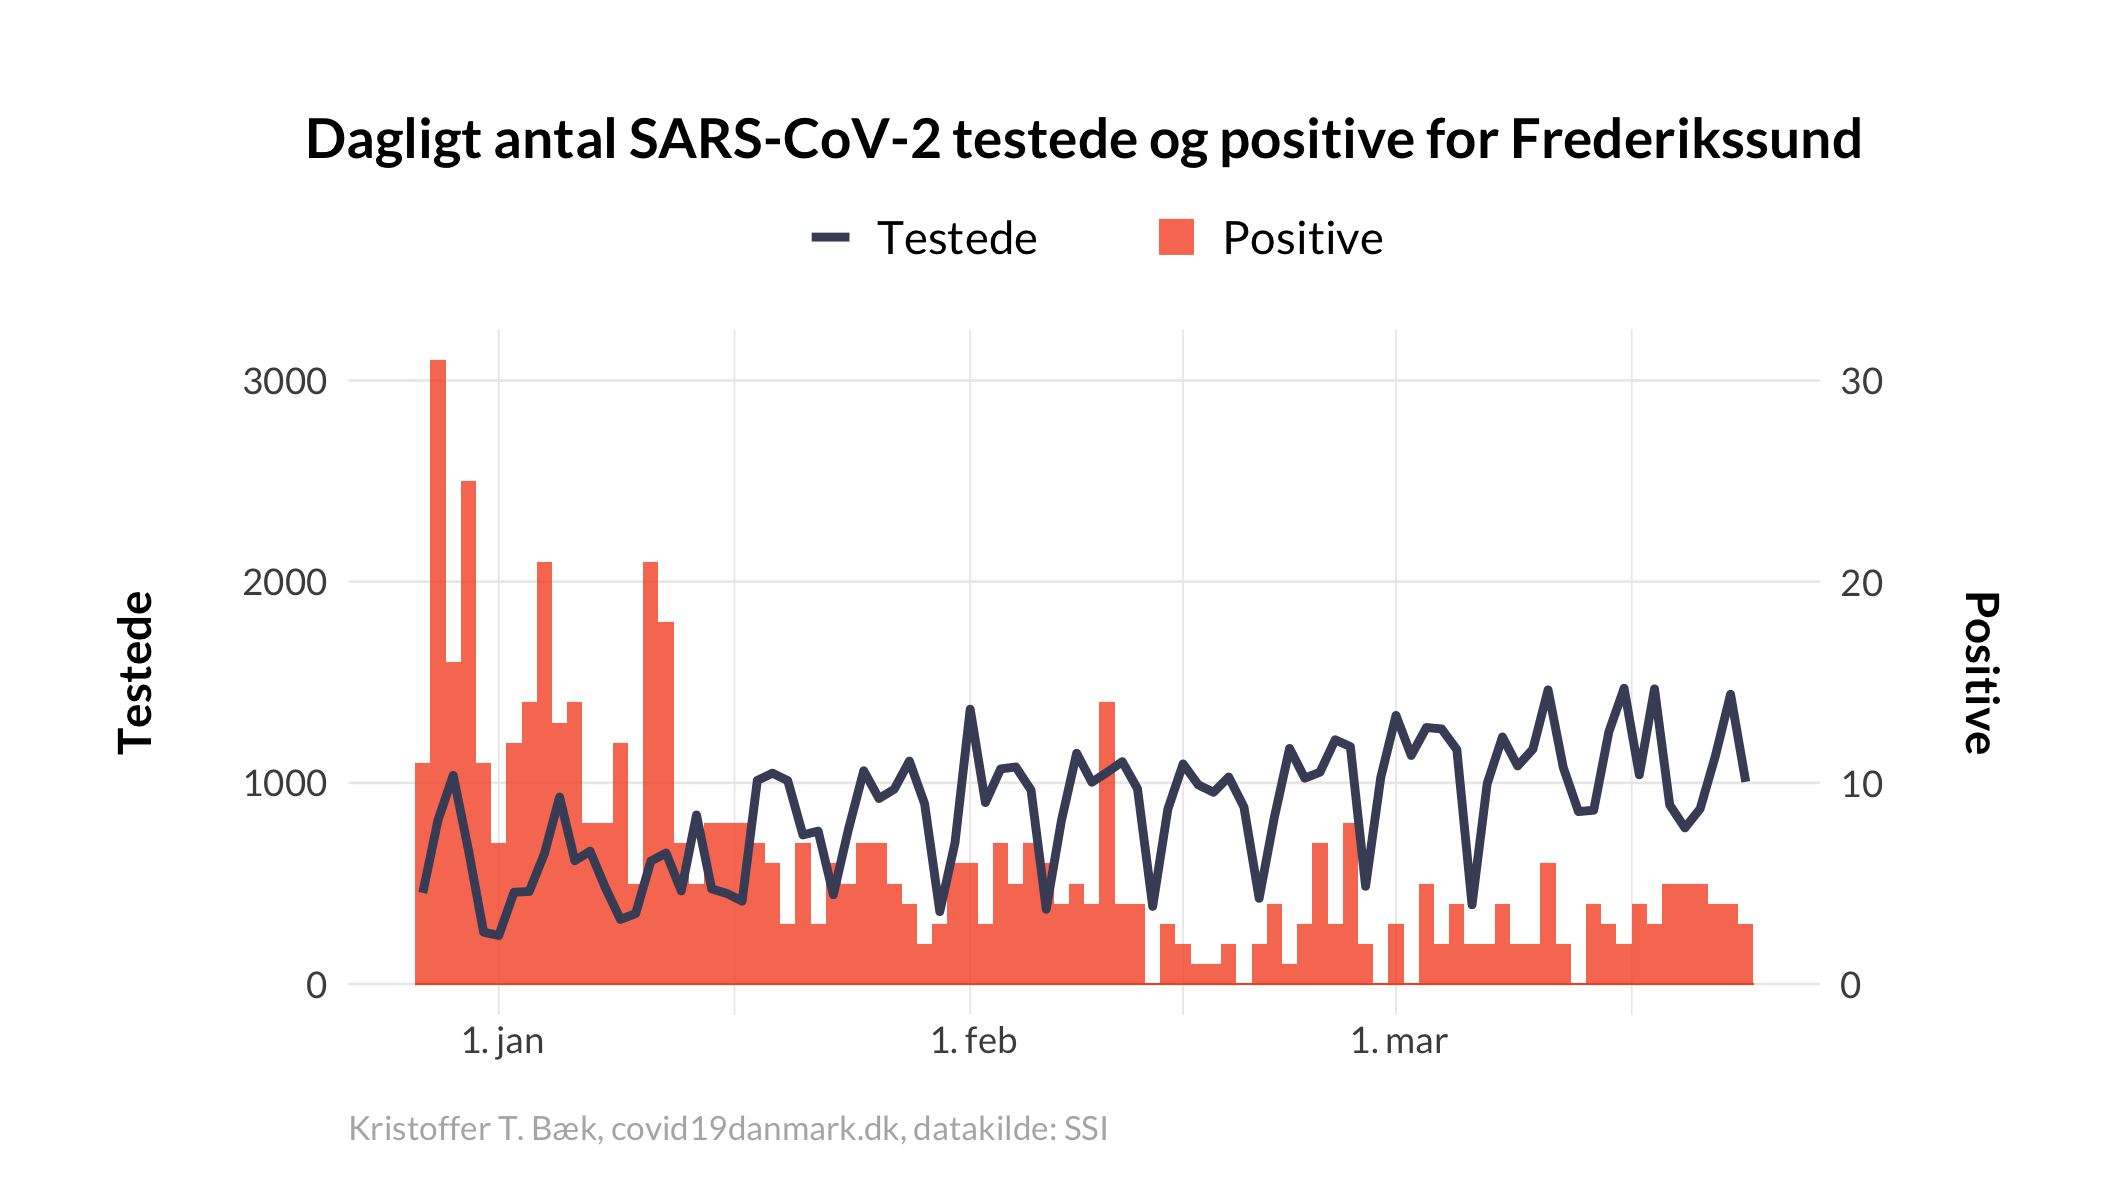 Dagligt antal SARS-CoV-2 testede og positive for Frederikssund
Testede
Positive
3000
2000
1000
0
30
20
10
0
Testede
Positive
1. jan
1. feb
1. mar
Kristoffer T. Bæk, covid19danmark.dk, datakilde: SSI